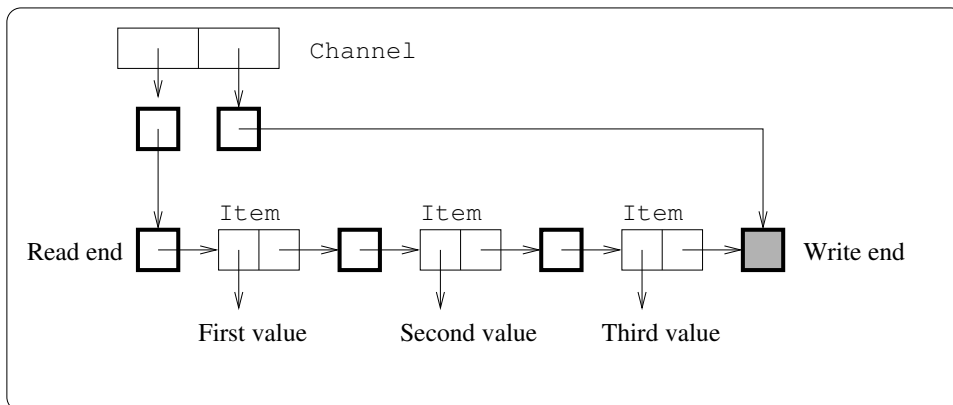 Channel
Item Item Item
Read end Write end
First value Second value Third value